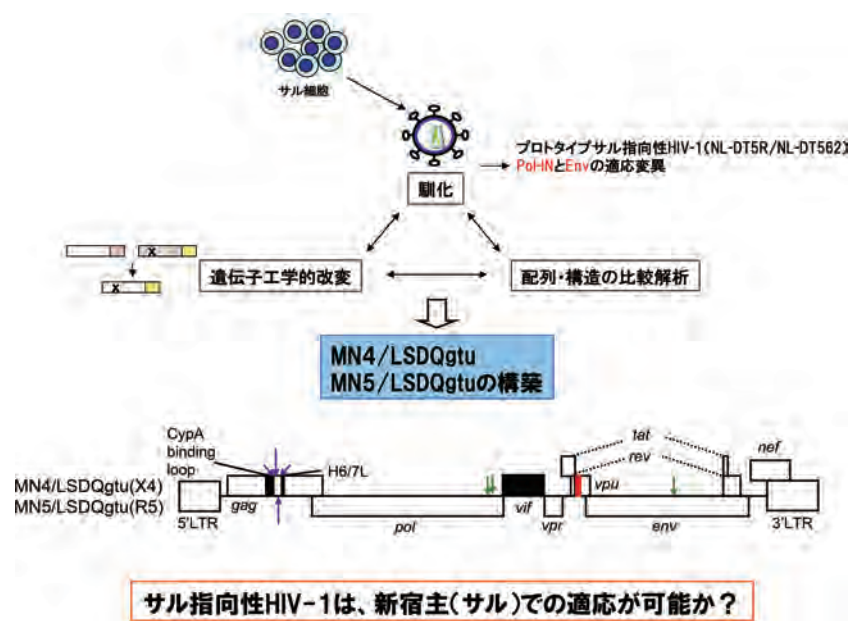 サル細胞
プロトタイプサル指向性HIV-1(NL-DT5R/NL-DT562)
Pol-INとEnvの適応変異
馴化
x
x
遺伝子工学的改変
配列・構造の比較解析
MN4/LSDQgtu
MN5/LSDQgtuの構築
CypA
binding
loop
H6/7L
tat
rev
nef
MN4/LSDQgtu(X4)
MN5/LSDQgtu(R5)
5'LTR
gag
pol
vif
vpr
vpu
env
3'LTR
サル指向性HIV-1は、新宿主(サル)での適応が可能か?